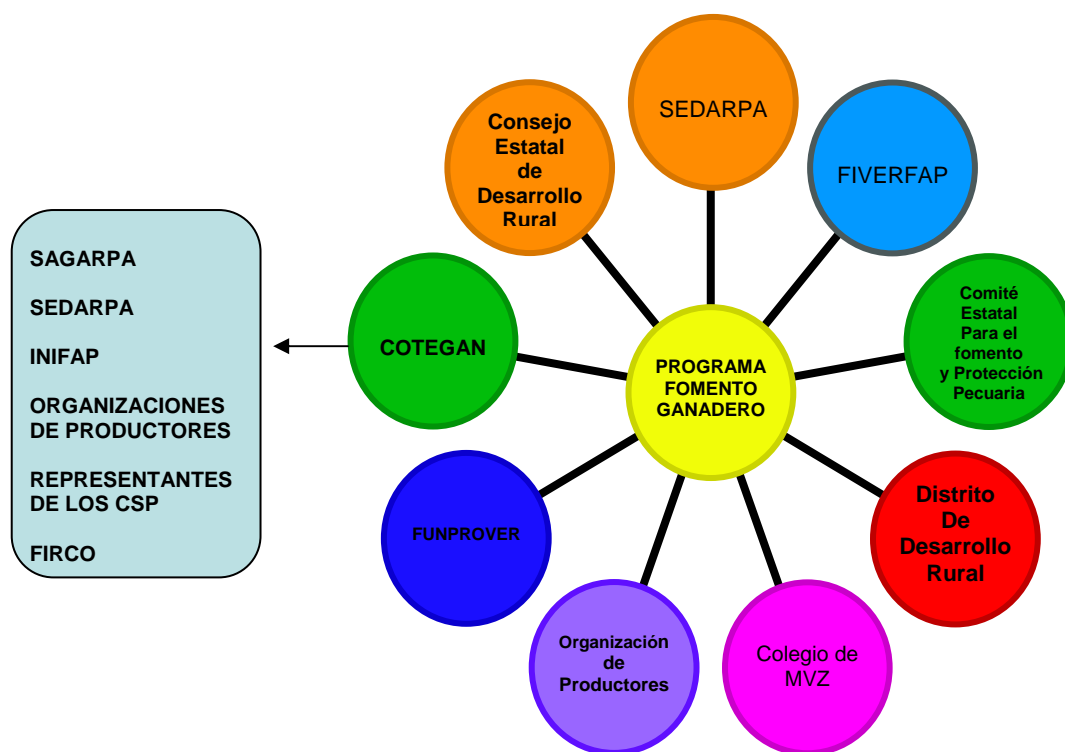 SEDARPA
Consejo
Estatal
de
Desarrollo
Rural
FIVERFAP
SAGARPA
SEDARPA
INIFAP
ORGANIZACIONES
DE PRODUCTORES
REPRESENTANTES
DE LOS CSP
FIRCO
COTEGAN
PROGRAMA
FOMENTO
GANADERO
Comité
Estatal
Para el
fomento
y Protección
Pecuaria
FUNPROVER
Distrito
De
Desarrollo
Rural
Organización
de
Productores
Colegio de
MVZ